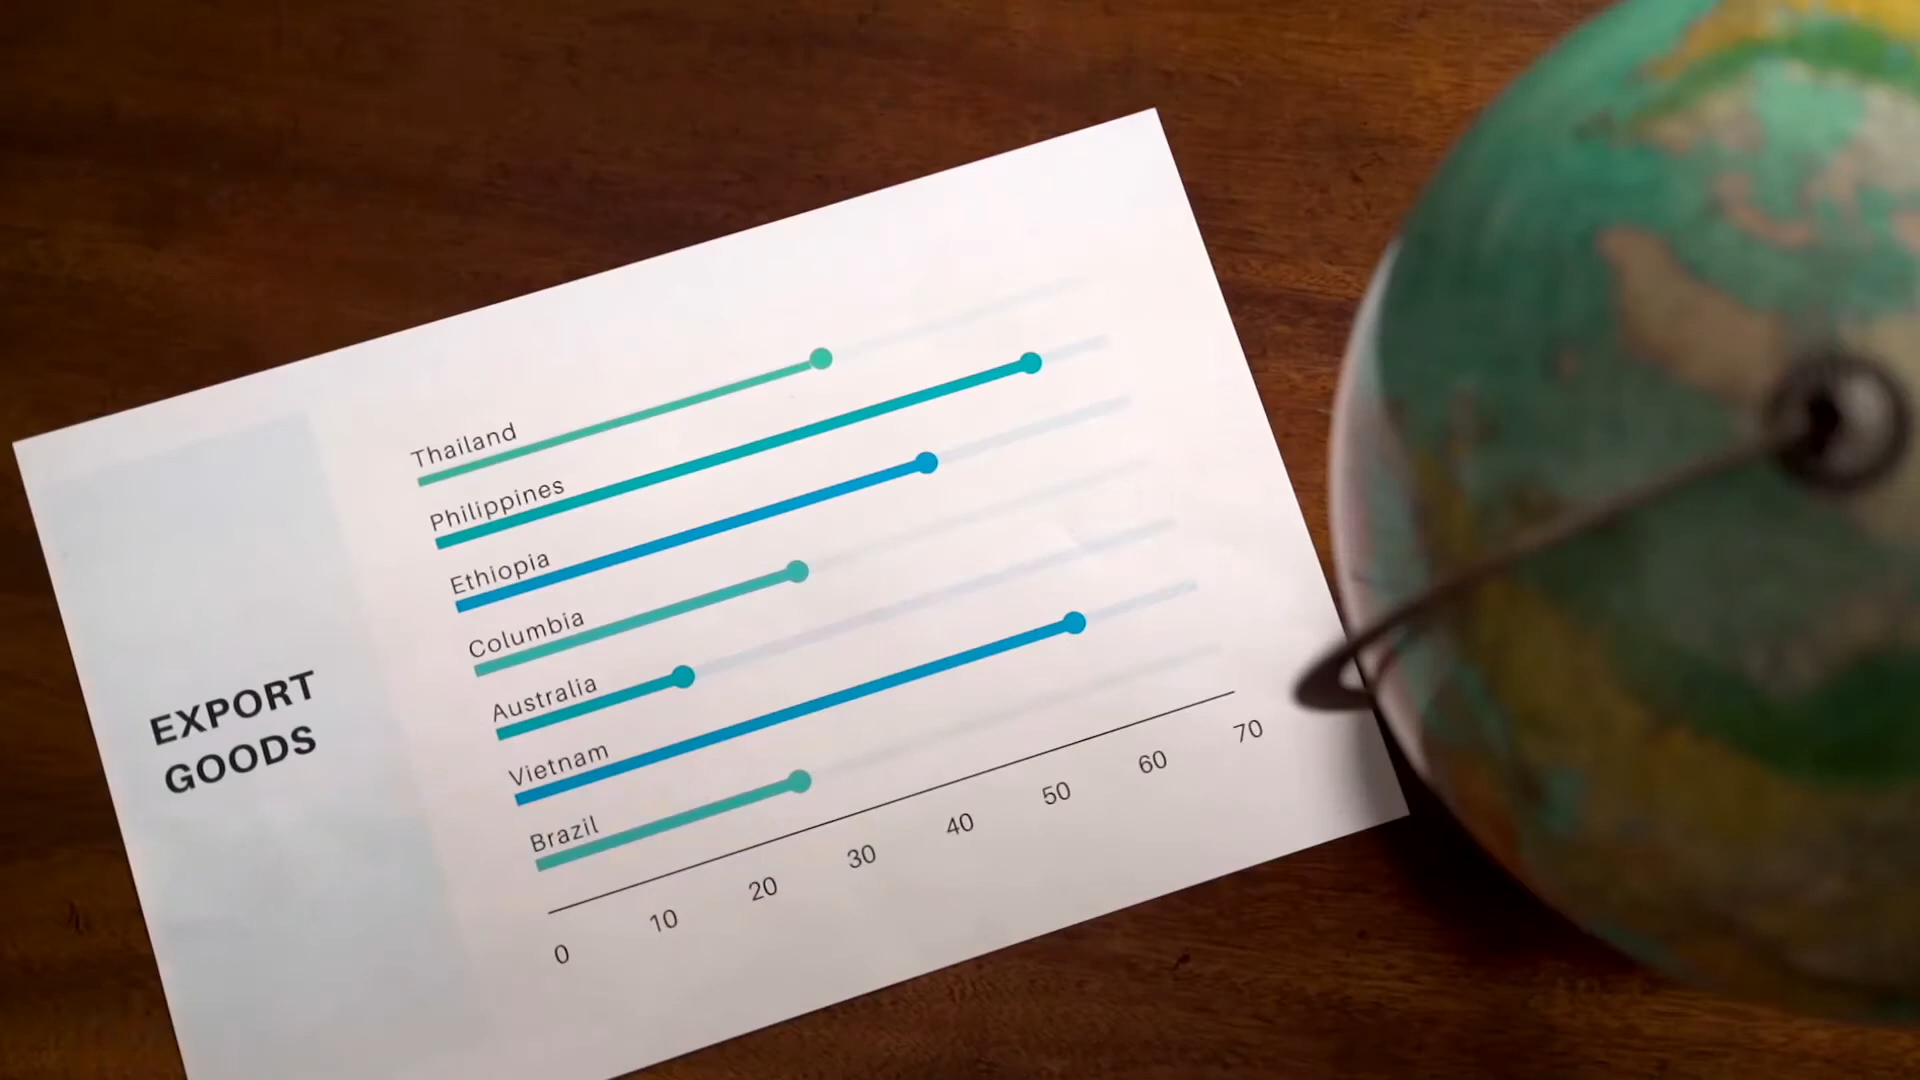 EXPORT
GOODS
Thailand
Philippines
Ethiopia
Columbia
Australia
Vietnam
Brazil
0 10 20 30 40 50 60 70